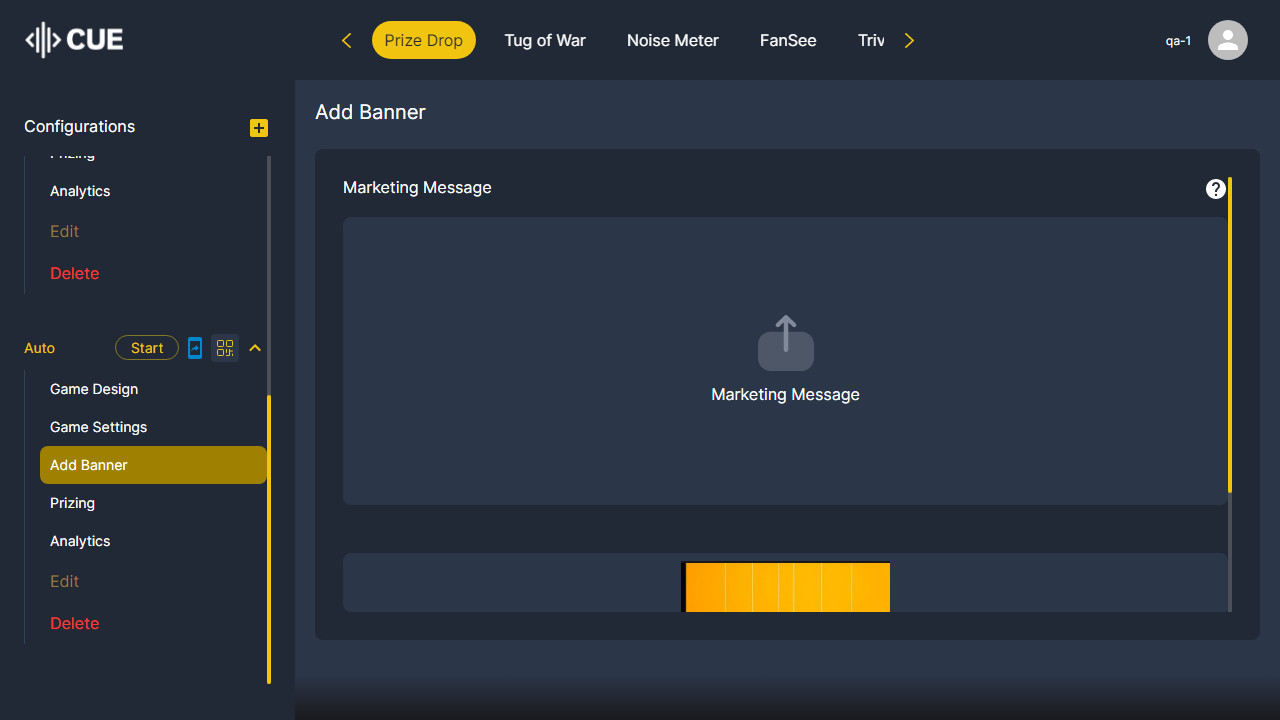 CUE
Prize Drop
Tug of War
Noise Meter
FanSee
Triv
qa-1
Configurations
Add Banner
Prizing
Analytics
Edit
Delete
Marketing Message
Marketing Message
Auto
Start
Game Design
Game Settings
Add Banner
Prizing
Analytics
Edit
Delete